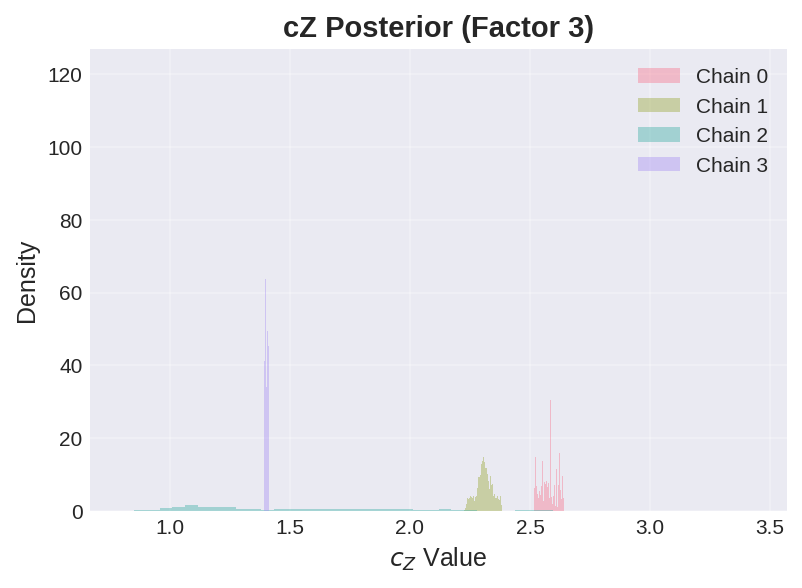 cZ Posterior (Factor 3)
120
100
80
60
40
20
0
Density
Chain 0
Chain 1
Chain 2
Chain 3
1.0 1.5 2.0 2.5 3.0 3.5
cZ Value